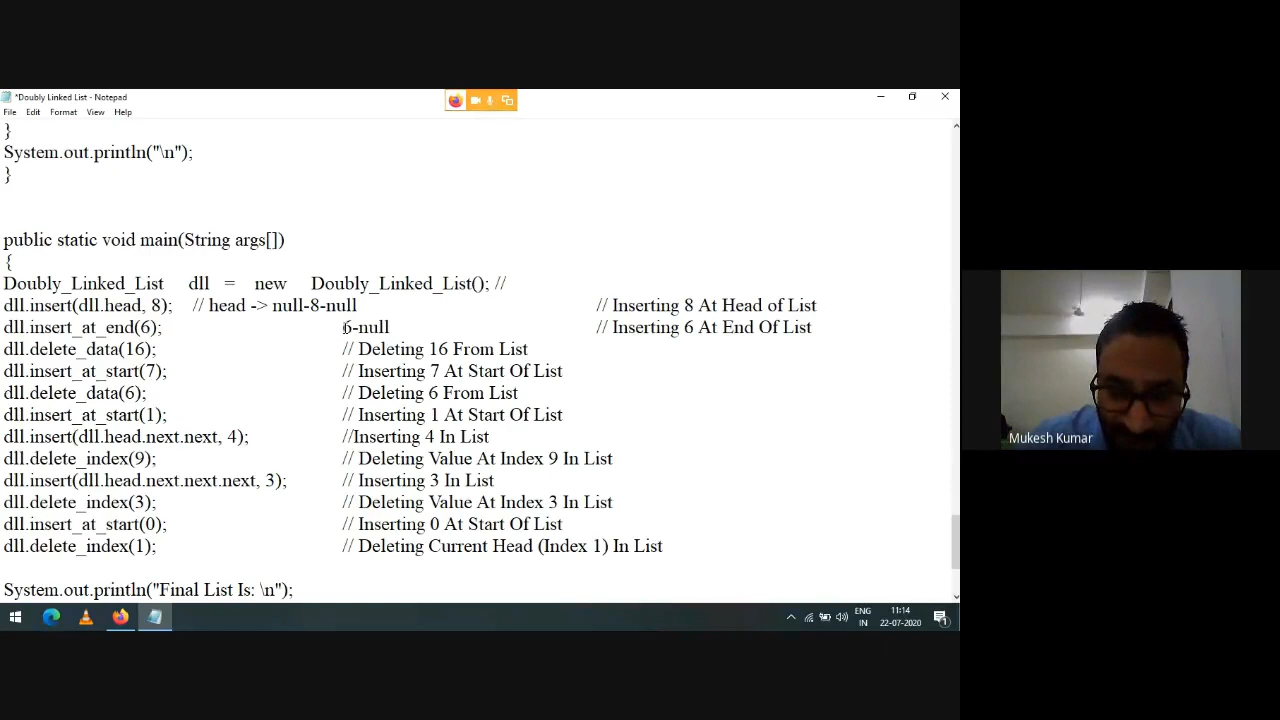 *Doubly Linked List - Notepad
File Edit Format View Help
}
System.out.println("\n");
}
public static void main(String args[])
{
Doubly_Linked_List dll = new Doubly_Linked_List(); //
dll.insert(dll.head, 8); // head -> null-8-null // Inserting 8 At Head of List
dll.insert_at_end(6); 6-null // Inserting 6 At End Of List
dll.delete_data(16); // Deleting 16 From List
dll.insert_at_start(7); // Inserting 7 At Start Of List
dll.delete_data(6); // Deleting 6 From List
dll.insert_at_start(1); // Inserting 1 At Start Of List
dll.insert(dll.head.next.next, 4); //Inserting 4 In List
dll.delete_index(9); // Deleting Value At Index 9 In List
dll.insert(dll.head.next.next.next, 3); // Inserting 3 In List
dll.delete_index(3); // Deleting Value At Index 3 In List
dll.insert_at_start(0); // Inserting 0 At Start Of List
dll.delete_index(1); // Deleting Current Head (Index 1) In List
System.out.println("Final List Is: \n");
Mukesh Kumar
ENG
IN
11:14
22-07-2020
1